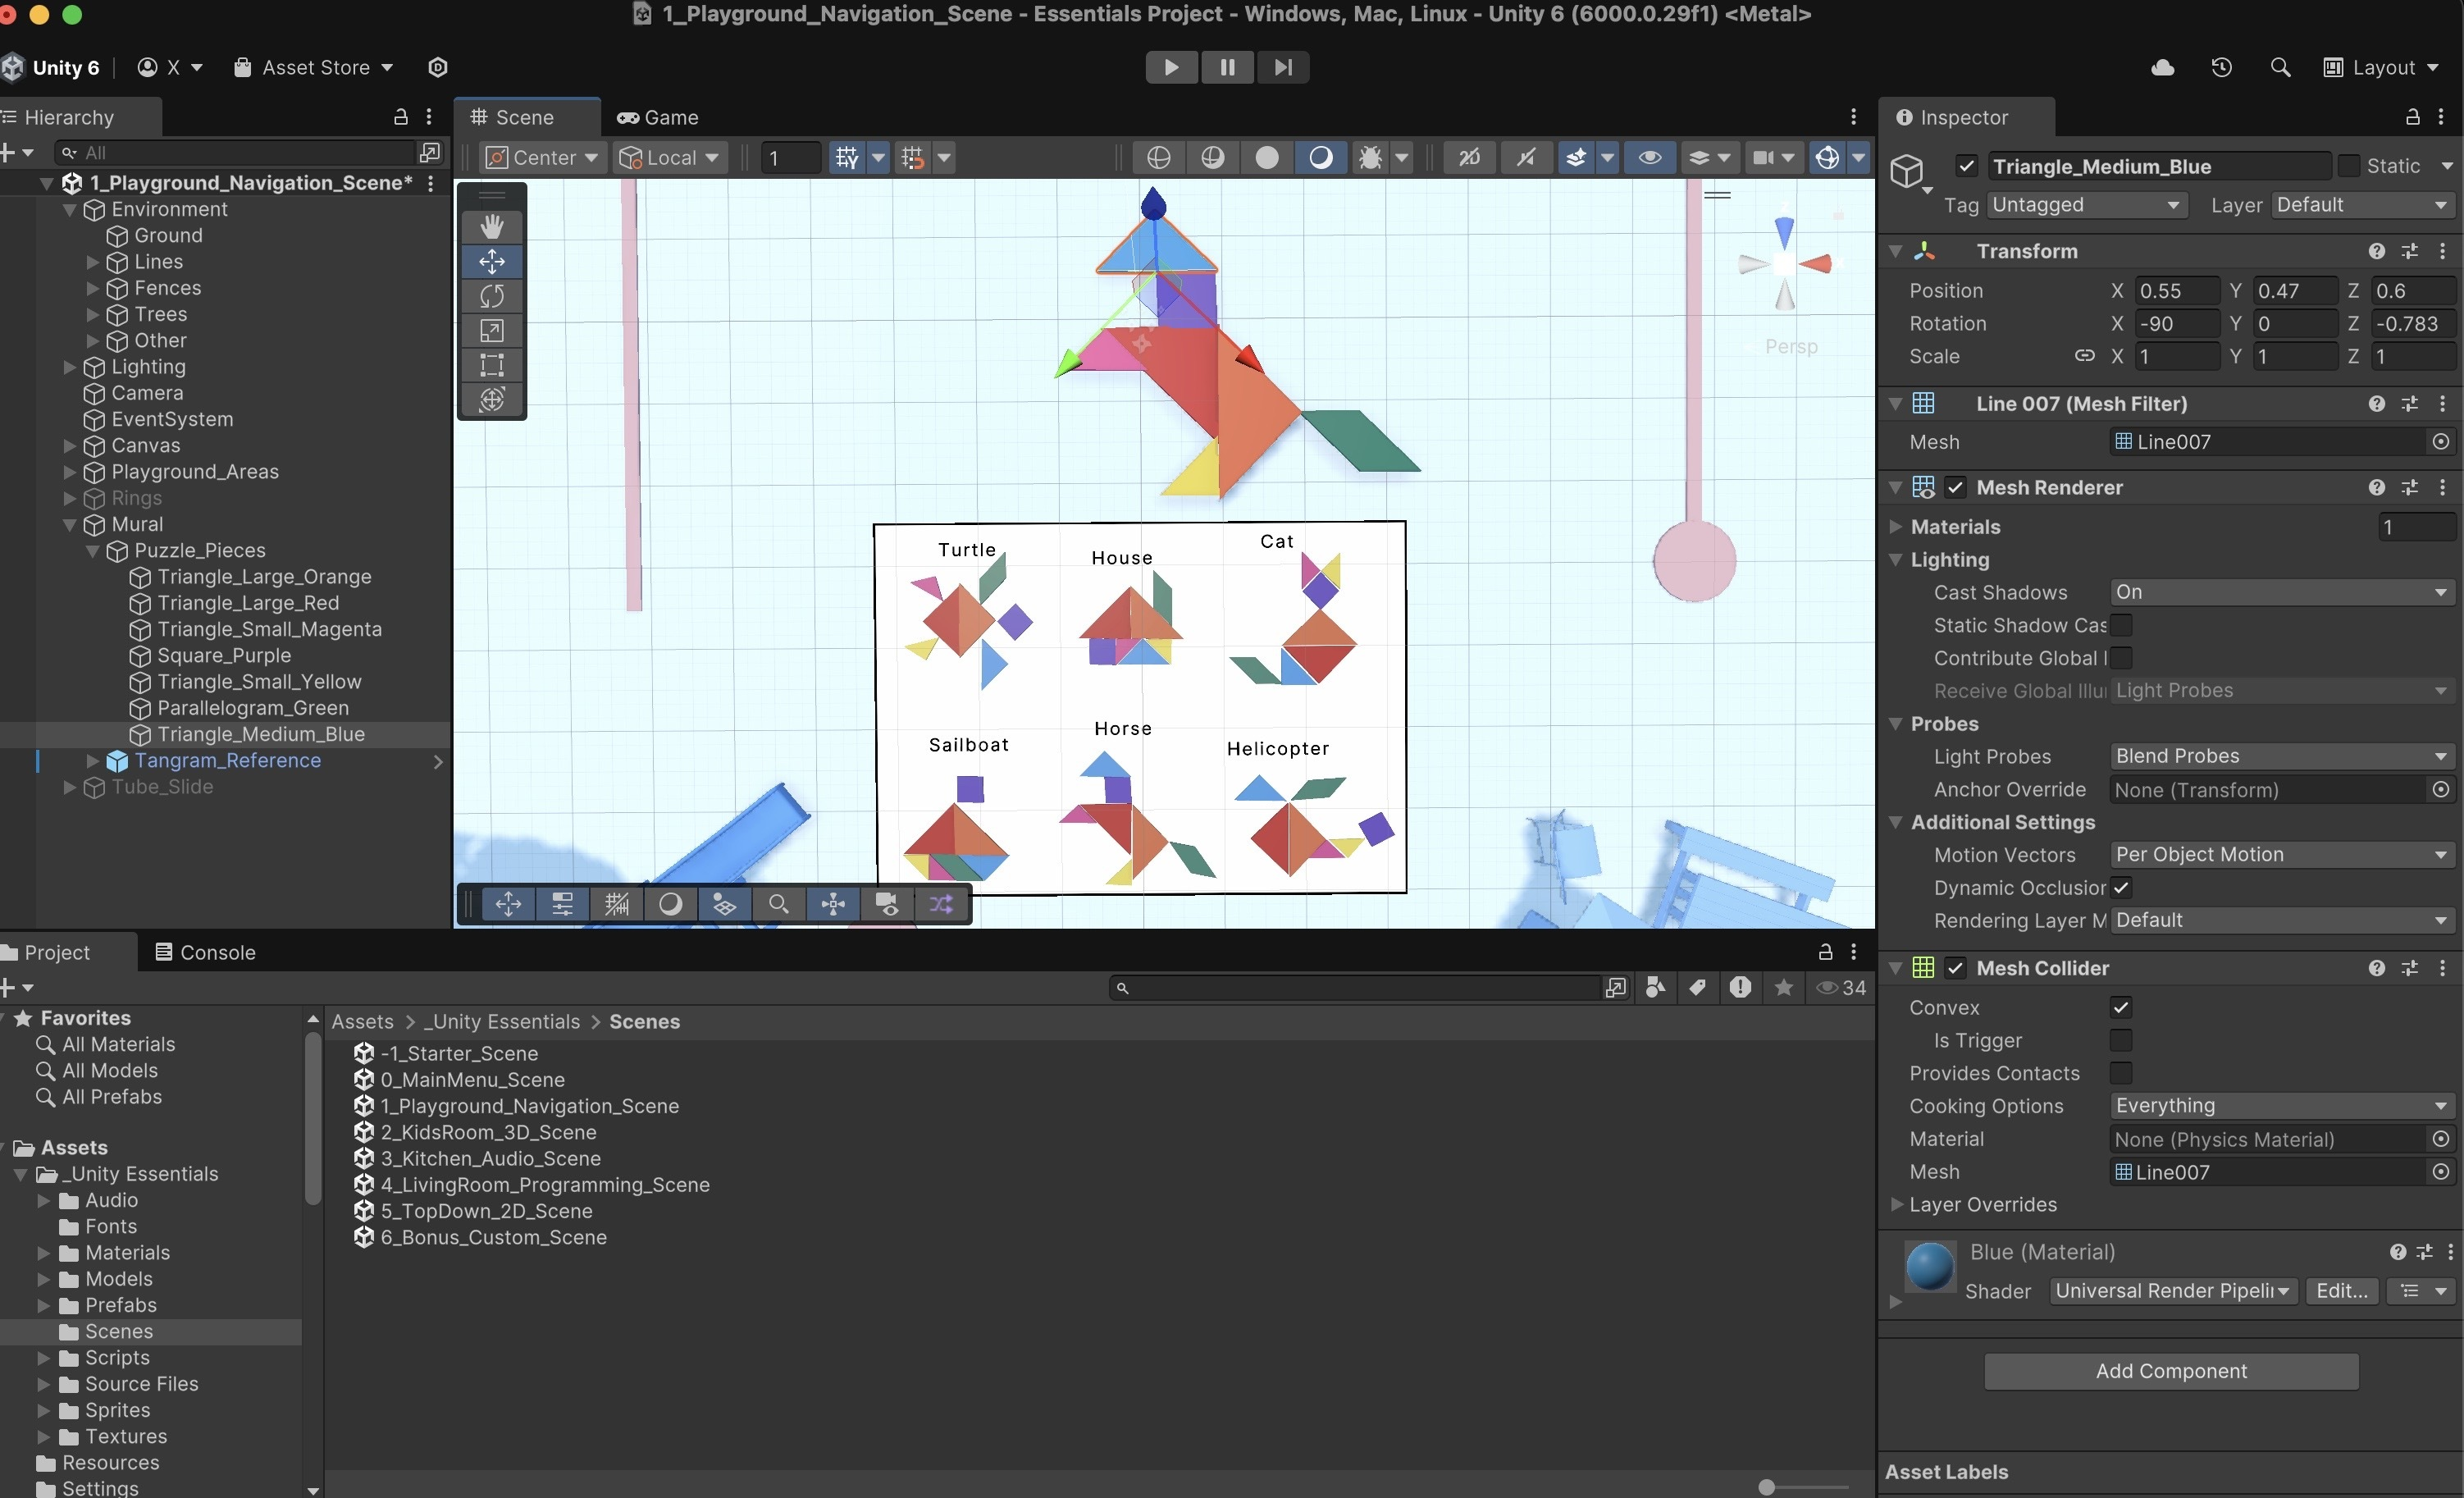 1_Playground_Navigation_Scene - Essentials Project - Windows, Mac, Linux - Unity 6 (6000.0.29f1) <Metal>
Unity 6
X
Asset Store
Layout
Hierarchy
All
1_Playground_Navigation_Scene*
Environment
Ground
Lines
Fences
Trees
Other
Lighting
Camera
EventSystem
Canvas
Playground_Areas
Rings
Mural
Puzzle_Pieces
Triangle_Large_Orange
Triangle_Large_Red
Triangle_Small_Magenta
Square_Purple
Triangle_Small_Yellow
Parallelogram_Green
Triangle_Medium_Blue
Tangram_Reference
Tube_Slide
Scene
Game
Center
Local
1
2D
Persp
Turtle
House
Cat
Sailboat
Horse
Helicopter
Inspector
Triangle_Medium_Blue
Static
Tag
Untagged
Layer
Default
Transform
Position X 0.55 Y 0.47 Z 0.6
Rotation X -90 Y 0 Z -0.783
Scale X 1 Y 1 Z 1
Line 007 (Mesh Filter)
Mesh Line007
Mesh Renderer
Materials 1
Lighting
Cast Shadows On
Static Shadow Cas
Contribute Global I
Receive Global Illu Light Probes
Probes
Light Probes Blend Probes
Anchor Override None (Transform)
Additional Settings
Motion Vectors Per Object Motion
Dynamic Occlusior
Rendering Layer M Default
Mesh Collider
Convex
Is Trigger
Provides Contacts
Cooking Options Everything
Material None (Physics Material)
Mesh Line007
Layer Overrides
Blue (Material)
Shader Universal Render Pipeli Edit...
Add Component
Asset Labels
Project
Console
34
Favorites
All Materials
All Models
All Prefabs
Assets
_Unity Essentials
Audio
Fonts
Materials
Models
Prefabs
Scenes
Scripts
Source Files
Sprites
Textures
Resources
Settings
Assets > _Unity Essentials > Scenes
-1_Starter_Scene
0_MainMenu_Scene
1_Playground_Navigation_Scene
2_KidsRoom_3D_Scene
3_Kitchen_Audio_Scene
4_LivingRoom_Programming_Scene
5_TopDown_2D_Scene
6_Bonus_Custom_Scene